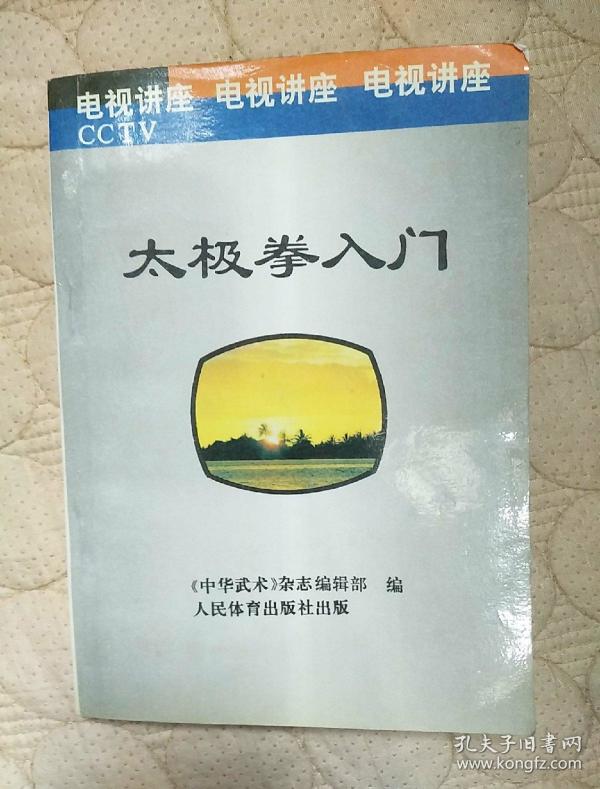 电视讲座 电视讲座 电视讲座
CCTV
太极拳入门
《中华武术》杂志编辑部 编
人民体育出版社出版
孔夫子旧书网
www.kongfz.com